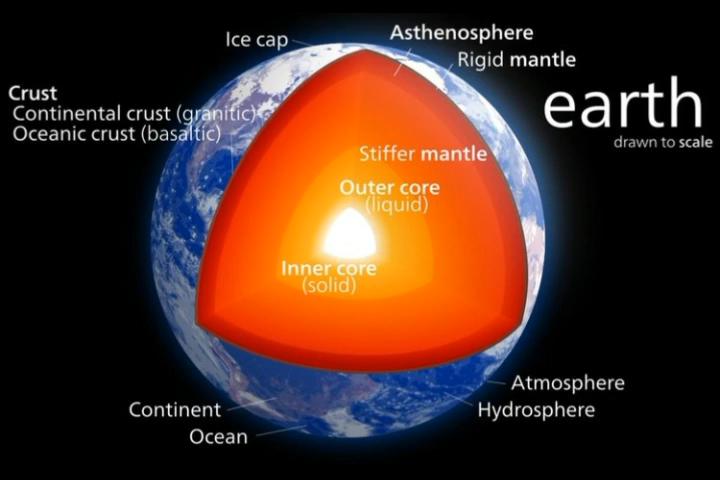 Ice cap
Asthenosphere
Rigid mantle
Crust
Continental crust (granitic)
Oceanic crust (basaltic)
earth
drawn to scale
Stiffer mantle
Outer core
(liquid)
Inner core
(solid)
Atmosphere
Hydrosphere
Continent
Ocean